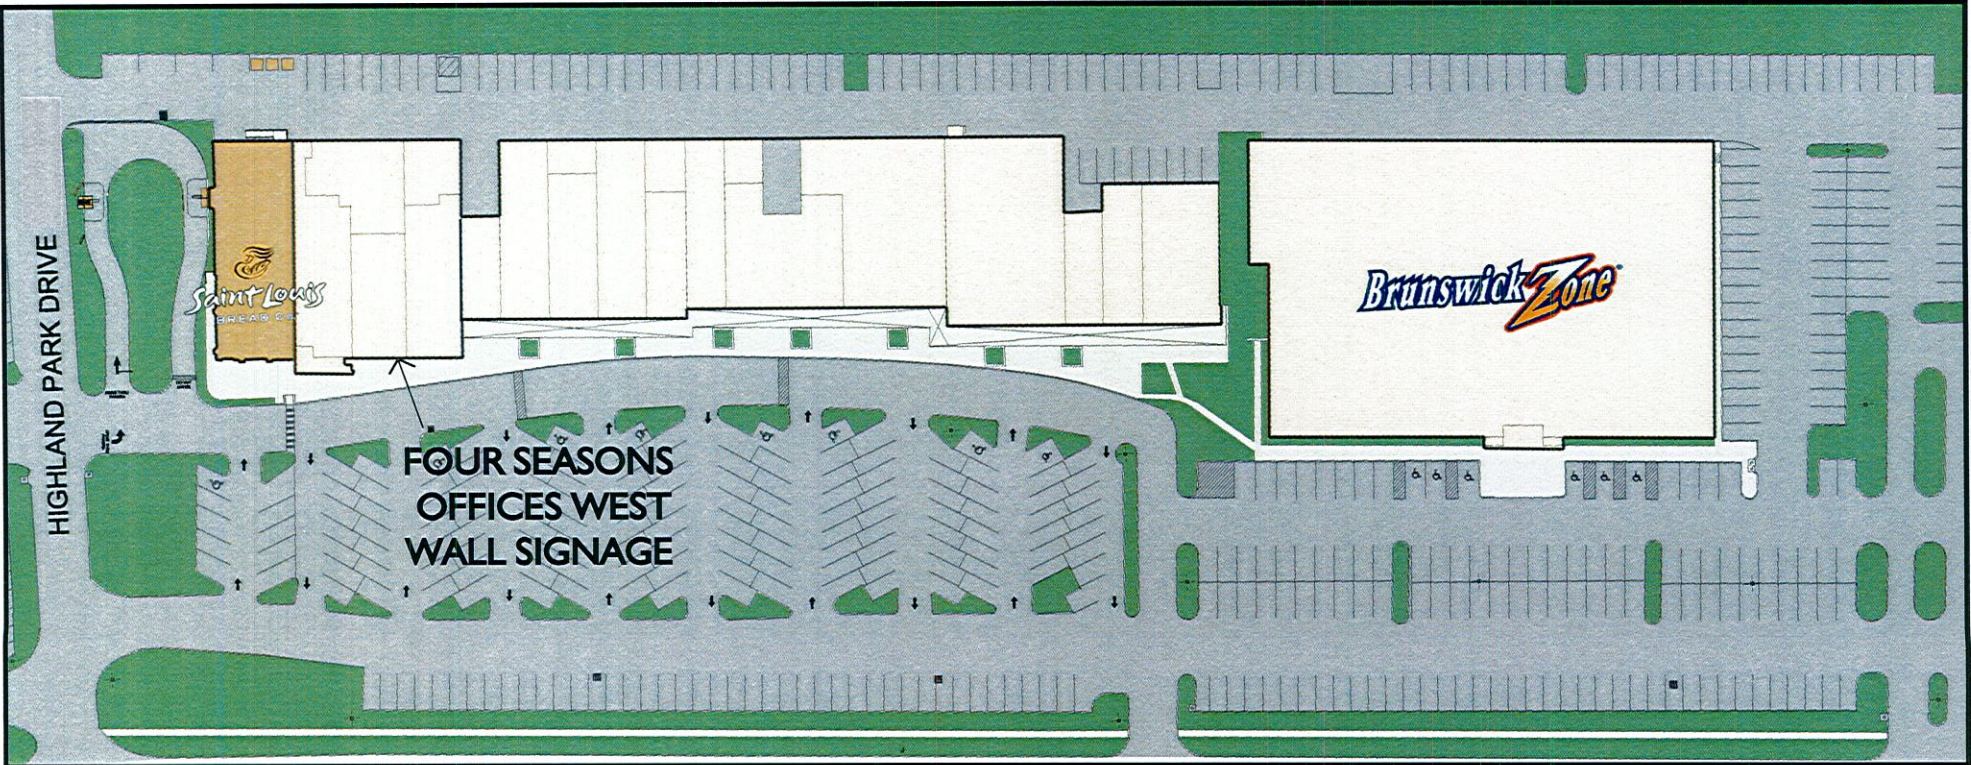 HIGHLAND PARK DRIVE
Saint Louis
BREAD CO.
Brunswick Zone
FOUR SEASONS
OFFICES WEST
WALL SIGNAGE